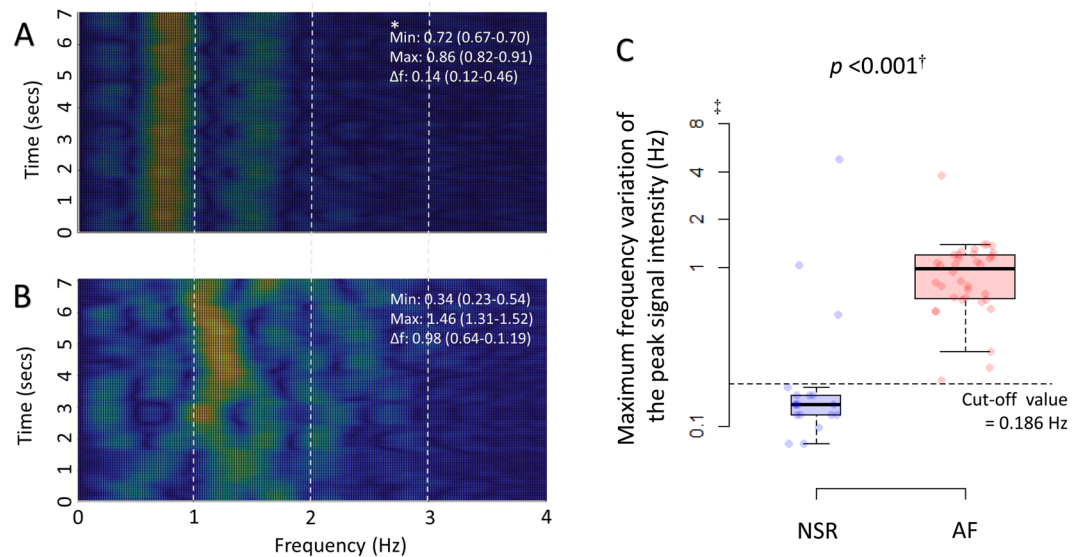 A
*
Min: 0.72 (0.67-0.70)
Max: 0.86 (0.82-0.91)
Δf: 0.14 (0.12-0.46)
Time (secs)
7
6
5
4
3
2
1
0
0 1 2 3 4
B
Min: 0.34 (0.23-0.54)
Max: 1.46 (1.31-1.52)
Δf: 0.98 (0.64-0.1.19)
Time (secs)
7
6
5
4
3
2
1
0
0 1 2 3 4
Frequency (Hz)
C
p <0.001†
‡
Maximum frequency variation of
the peak signal intensity (Hz)
8
4
2
1
0.1
Cut-off value
= 0.186 Hz
NSR AF